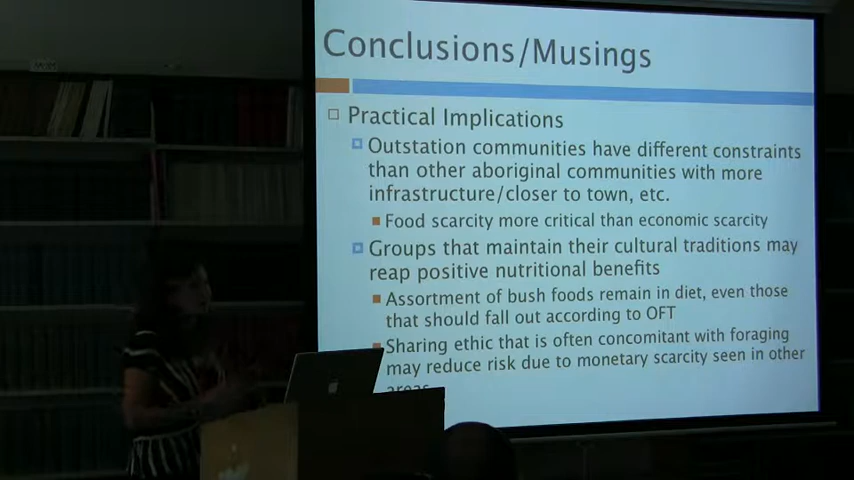 Conclusions/Musings
Practical Implications
Outstation communities have different constraints
than other aboriginal communities with more
infrastructure/closer to town, etc.
Food scarcity more critical than economic scarcity
Groups that maintain their cultural traditions may
reap positive nutritional benefits
Assortment of bush foods remain in diet, even those
that should fall out according to OFT
Sharing ethic that is often concomitant with foraging
may reduce risk due to monetary scarcity seen in other
areas